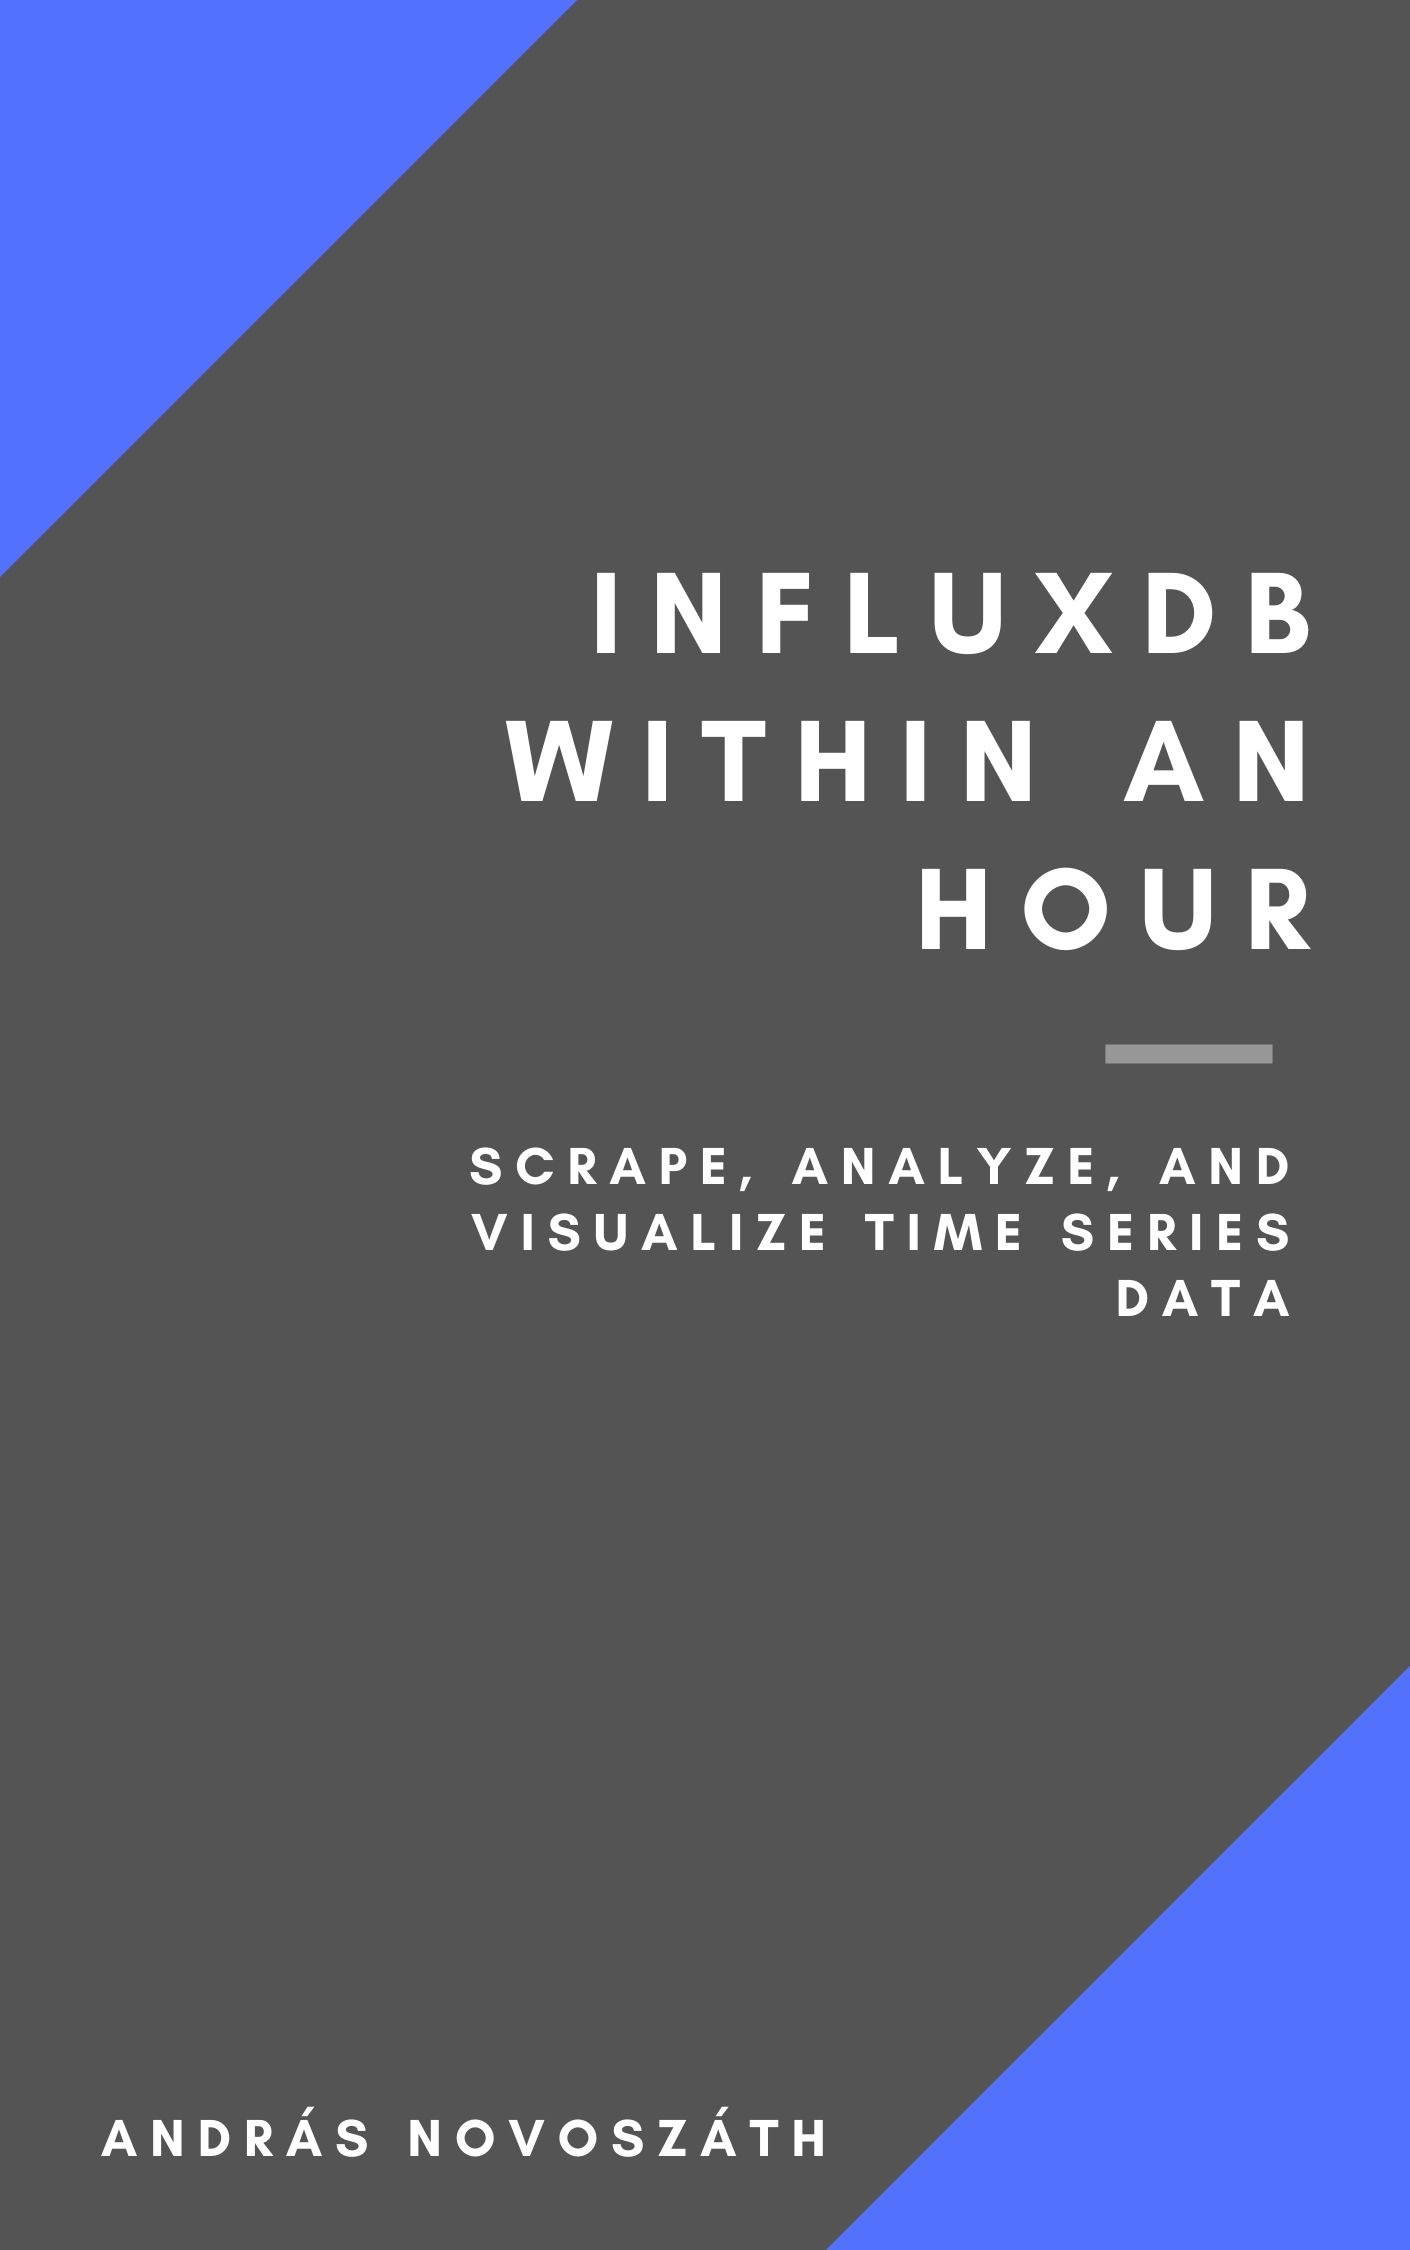 INFLUXDB
WITHIN AN
HOUR
SCRAPE, ANALYZE, AND
VISUALIZE TIME SERIES
DATA
ANDRÁS NOVOSZÁTH